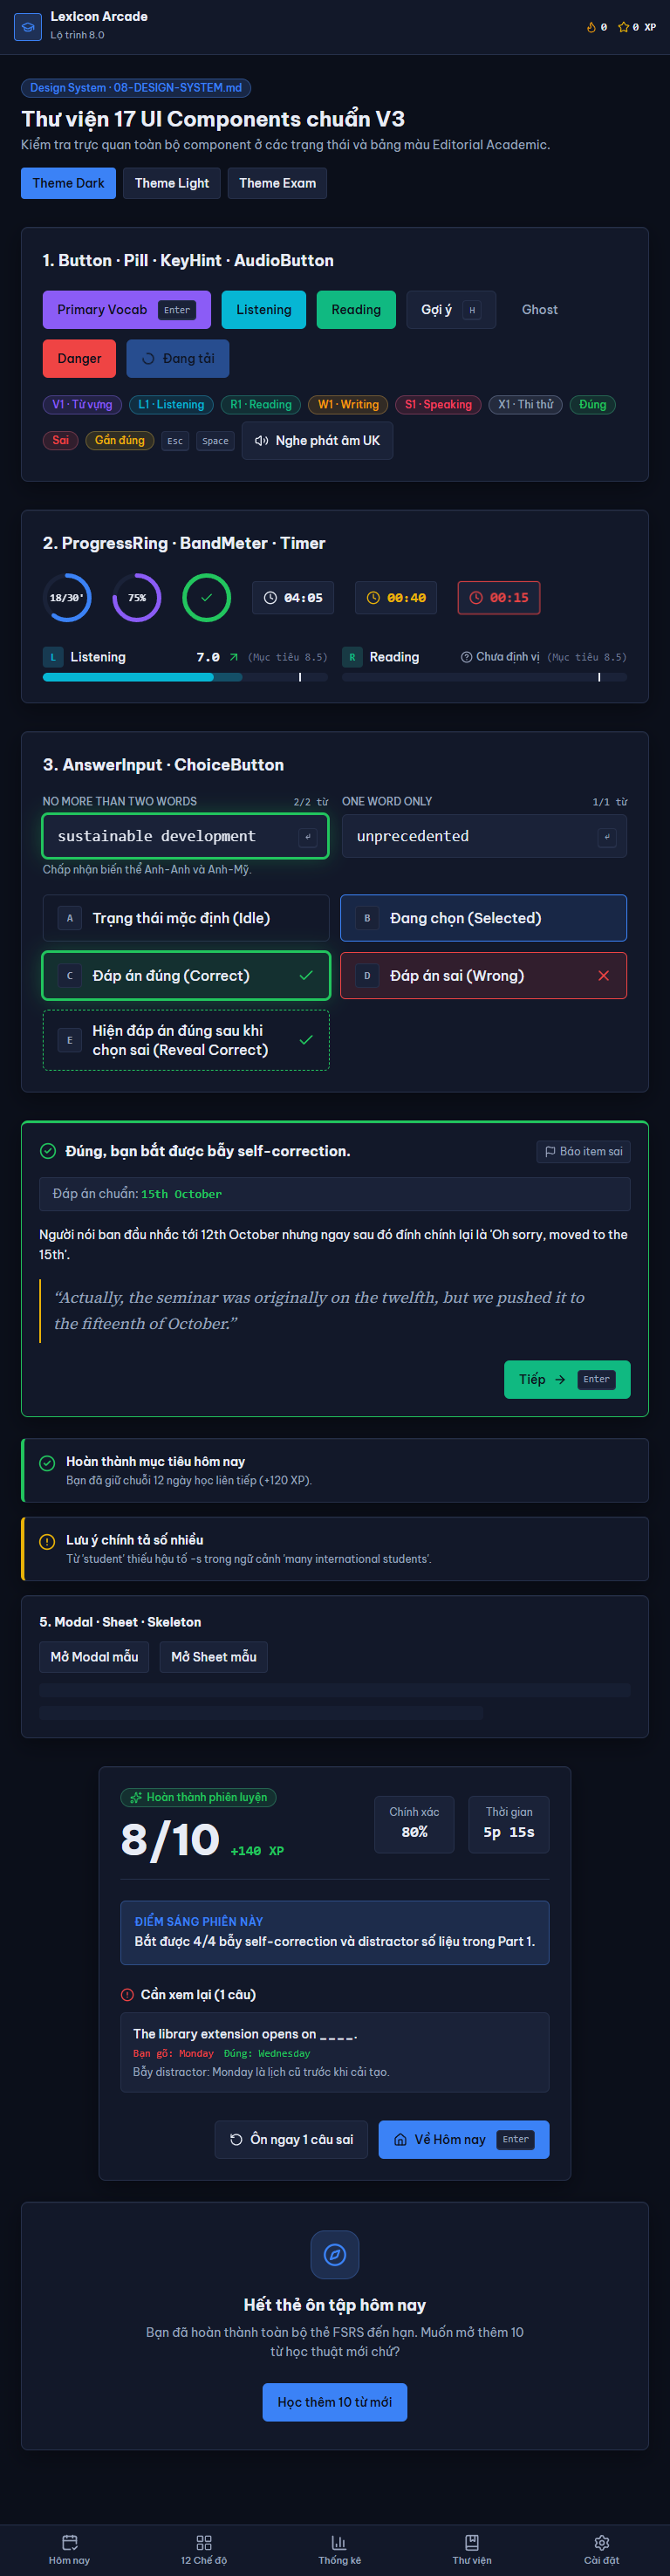 LexIcon Arcade
Lộ trình 8.0
0
0 XP
Design System · 08-DESIGN-SYSTEM.md
Thư viện 17 UI Components chuẩn V3
Kiểm tra trực quan toàn bộ component ở các trạng thái và bảng màu Editorial Academic.
Theme Dark
Theme Light
Theme Exam
1. Button · Pill · KeyHint · AudioButton
Primary Vocab Enter
Listening
Reading
Gợi ý H
Ghost
Danger
Đang tải
V1 · Từ vựng
L1 · Listening
R1 · Reading
W1 · Writing
S1 · Speaking
X1 · Thi thử
Đúng
Sai
Gần đúng
Esc
Space
Nghe phát âm UK
2. ProgressRing · BandMeter · Timer
18/30'
75%
04:05
00:40
00:15
L Listening 7.0 (Mục tiêu 8.5)
R Reading Chưa định vị (Mục tiêu 8.5)
3. AnswerInput · ChoiceButton
NO MORE THAN TWO WORDS 2/2 từ
ONE WORD ONLY 1/1 từ
sustainable development ↵
unprecedented ↵
Chấp nhận biến thể Anh-Anh và Anh-Mỹ.
A Trạng thái mặc định (Idle)
B Đang chọn (Selected)
C Đáp án đúng (Correct)
D Đáp án sai (Wrong)
E Hiện đáp án đúng sau khi
chọn sai (Reveal Correct)
Đúng, bạn bắt được bẫy self-correction.
Báo item sai
Đáp án chuẩn: 15th October
Người nói ban đầu nhắc tới 12th October nhưng ngay sau đó đính chính lại là 'Oh sorry, moved to the
15th'.
“Actually, the seminar was originally on the twelfth, but we pushed it to
the fifteenth of October.”
Tiếp → Enter
Hoàn thành mục tiêu hôm nay
Bạn đã giữ chuỗi 12 ngày học liên tiếp (+120 XP).
Lưu ý chính tả số nhiều
Từ 'student' thiếu hậu tố -s trong ngữ cảnh 'many international students'.
5. Modal · Sheet · Skeleton
Mở Modal mẫu
Mở Sheet mẫu
Hoàn thành phiên luyện
8/10 +140 XP
Chính xác
80%
Thời gian
5p 15s
ĐIỂM SÁNG PHIÊN NÀY
Bắt được 4/4 bẫy self-correction và distractor số liệu trong Part 1.
Cần xem lại (1 câu)
The library extension opens on ____.
Bạn gõ: Monday Đúng: Wednesday
Bẫy distractor: Monday là lịch cũ trước khi cải tạo.
Ôn ngay 1 câu sai
Về Hôm nay Enter
Hết thẻ ôn tập hôm nay
Bạn đã hoàn thành toàn bộ thẻ FSRS đến hạn. Muốn mở thêm 10
từ học thuật mới chứ?
Học thêm 10 từ mới
Hôm nay
12 Chế độ
Thống kê
Thư viện
Cài đặt